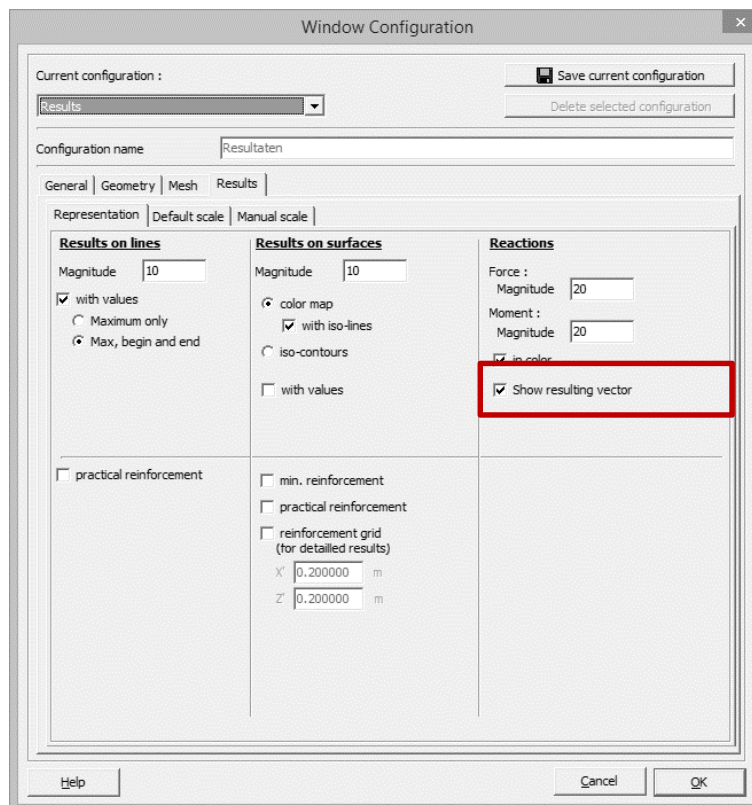 Window Configuration
Current configuration :
Save current configuration
Results
Delete selected configuration
Configuration name
Resultaten
General
Geometry
Mesh
Results
Representation
Default scale
Manual scale
Results on lines
Magnitude 10
with values
Maximum only
Max, begin and end
practical reinforcement
Results on surfaces
Magnitude 10
color map
with iso-lines
iso-contours
with values
min. reinforcement
practical reinforcement
reinforcement grid
(for detailled results)
X' 0.200000 m
Z' 0.200000 m
Reactions
Force :
Magnitude 20
Moment :
Magnitude 20
in color
Show resulting vector
Help
Cancel
OK